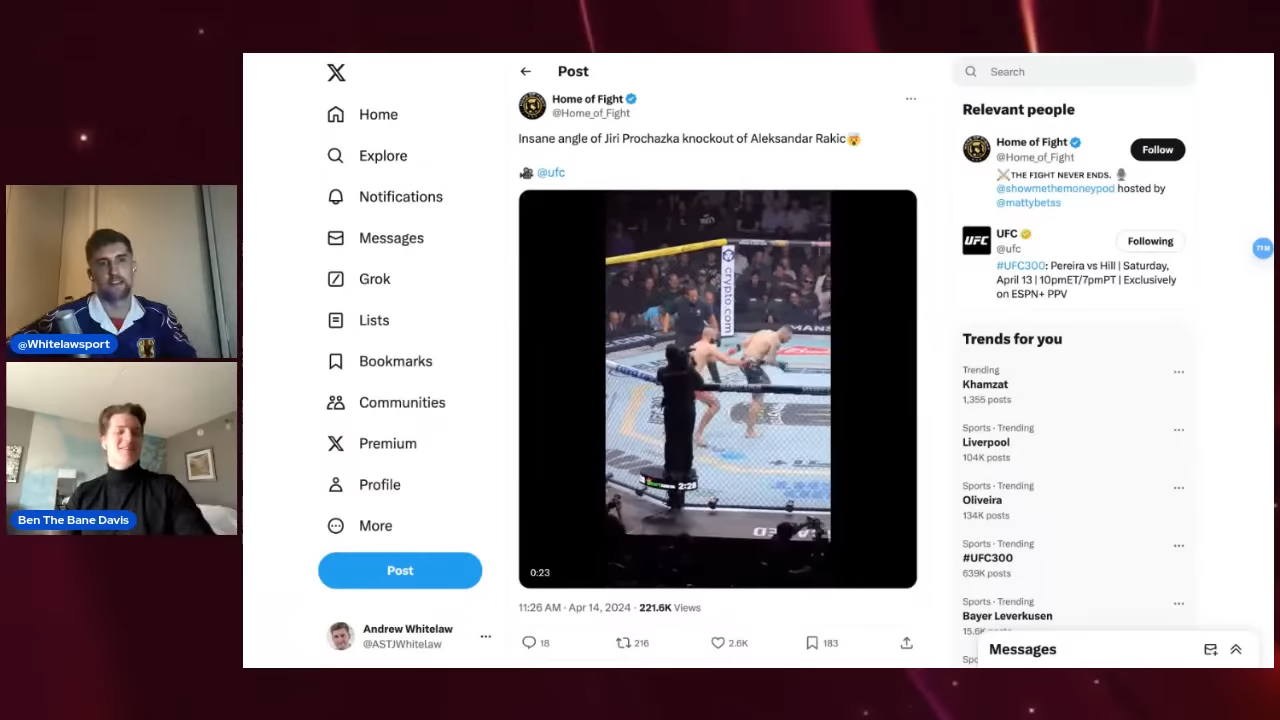 @Whitelawsport
Ben The Bane Davis
Home
Explore
Notifications
Messages
Grok
Lists
Bookmarks
Communities
Premium
Profile
More
Post
Andrew Whitelaw
@ASTJWhitelaw
Post
Home of Fight
@Home_of_Fight
Insane angle of Jiri Prochazka knockout of Aleksandar Rakic🤯
🎥 @ufc
crypto.com
2:28
0:23
11:26 AM · Apr 14, 2024 · 221.6K Views
18
216
2.6K
183
Search
Relevant people
Home of Fight
@Home_of_Fight
Follow
⚔️THE FIGHT NEVER ENDS. 🎙️
@showmethemoneypod hosted by
@mattybetss
UFC
UFC
@ufc
Following
#UFC300: Pereira vs Hill | Saturday,
April 13 | 10pmET/7pmPT | Exclusively
on ESPN+ PPV
Trends for you
Trending
Khamzat
1,355 posts
Sports · Trending
Liverpool
104K posts
Sports · Trending
Oliveira
134K posts
Sports · Trending
#UFC300
639K posts
Sports · Trending
Bayer Leverkusen
Messages